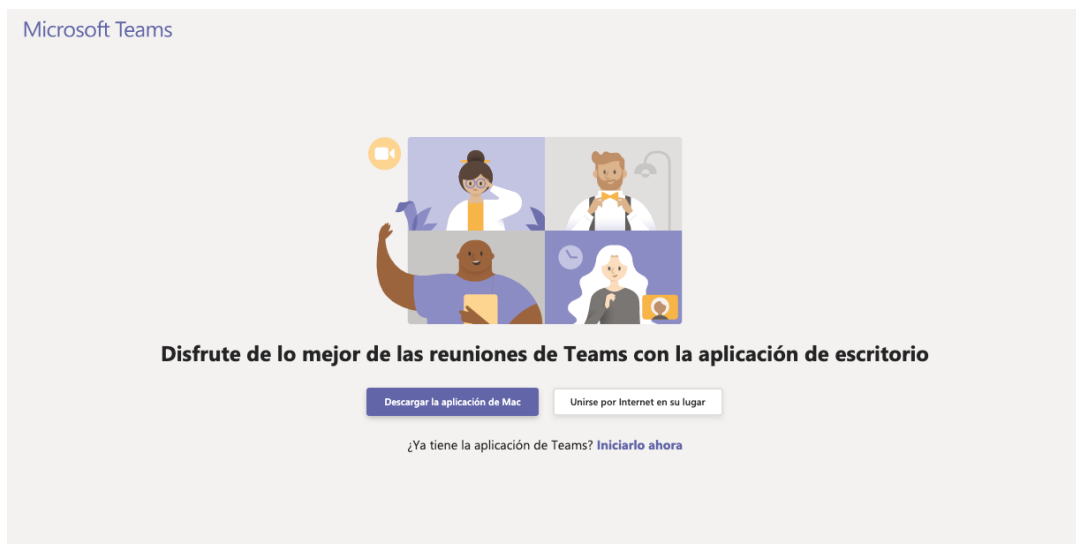 Microsoft Teams
Disfrute de lo mejor de las reuniones de Teams con la aplicación de escritorio
Descargar la aplicación de Mac
Unirse por Internet en su lugar
¿Ya tiene la aplicación de Teams? Iniciarlo ahora